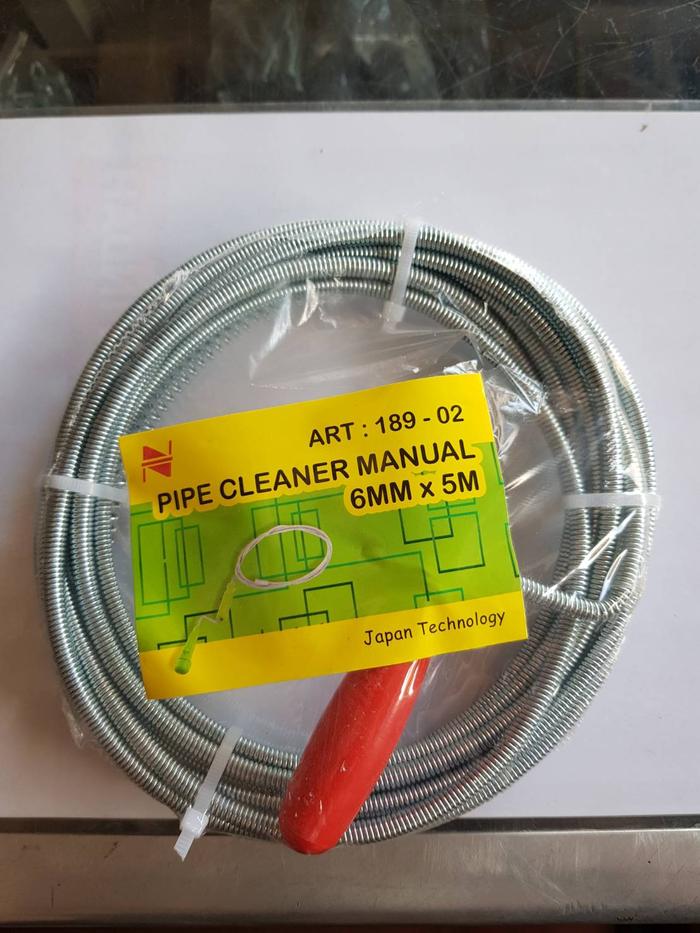 ART : 189 - 02
PIPE CLEANER MANUAL
6MM x 5M
Japan Technology